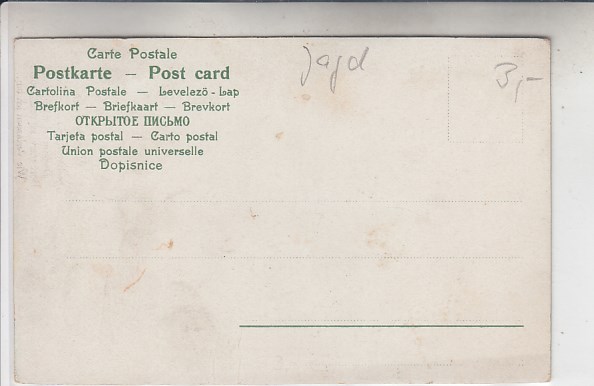 Carte Postale
Postkarte — Post card
Cartolina Postale — Levelező-Lap
Brefkort — Briefkaart — Brevkort
ОТКРЫТОЕ ПИСЬМО
Tarjeta postal — Carto postal
Union postale universelle
Dopisnice
Jagd
3,-